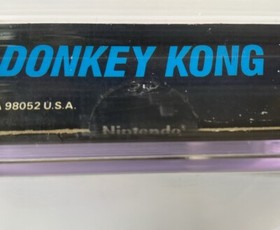 DONKEY KONG
98052 U.S.A.
Nintendo